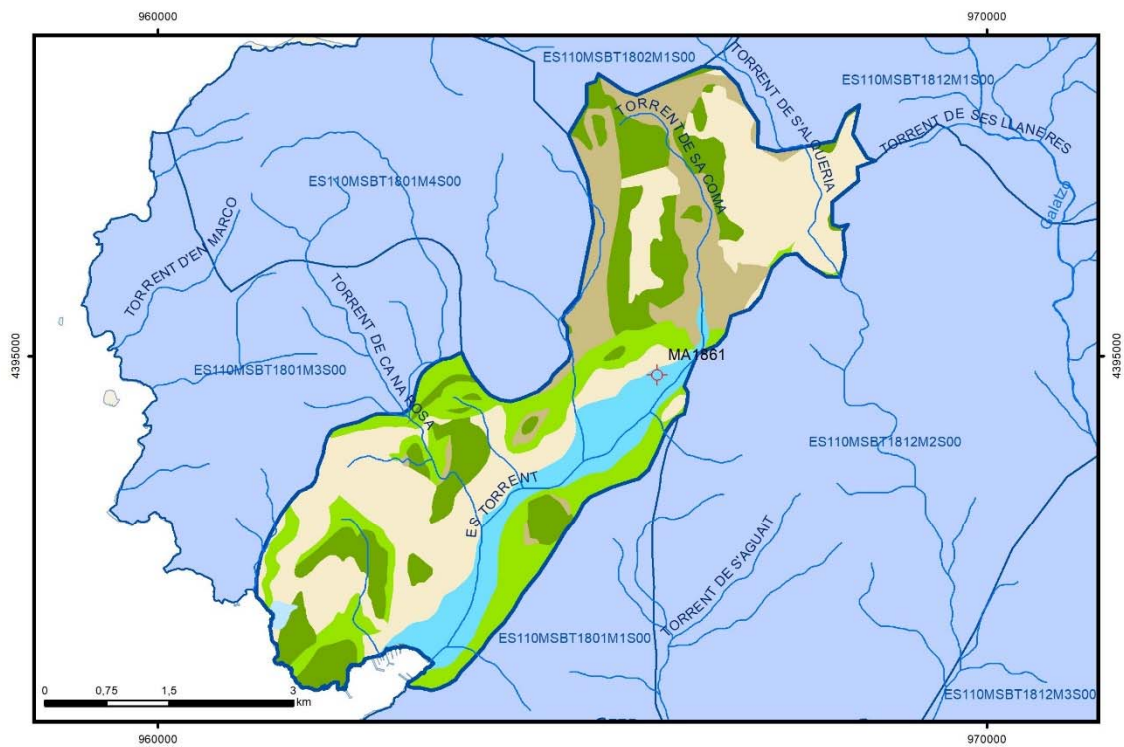 960000
970000
ES110MSBT1802M1S00
TORRENT DE S'ALQUERIA
ES110MSBT1812M1S00
TORRENT DE SES LLANERES
TORRENT DE SA COMA
ES110MSBT1801M4S00
Galatzó
TORRENT D'EN MARCO
TORRENT DE CA NA ROSA
4395000
4395000
MA1861
ES110MSBT1801M3S00
ES110MSBT1812M2S00
ES TORRENT
TORRENT DE S'AGUAIT
ES110MSBT1801M1S00
ES110MSBT1812M3S00
0 0,75 1,5 3
km
960000
970000